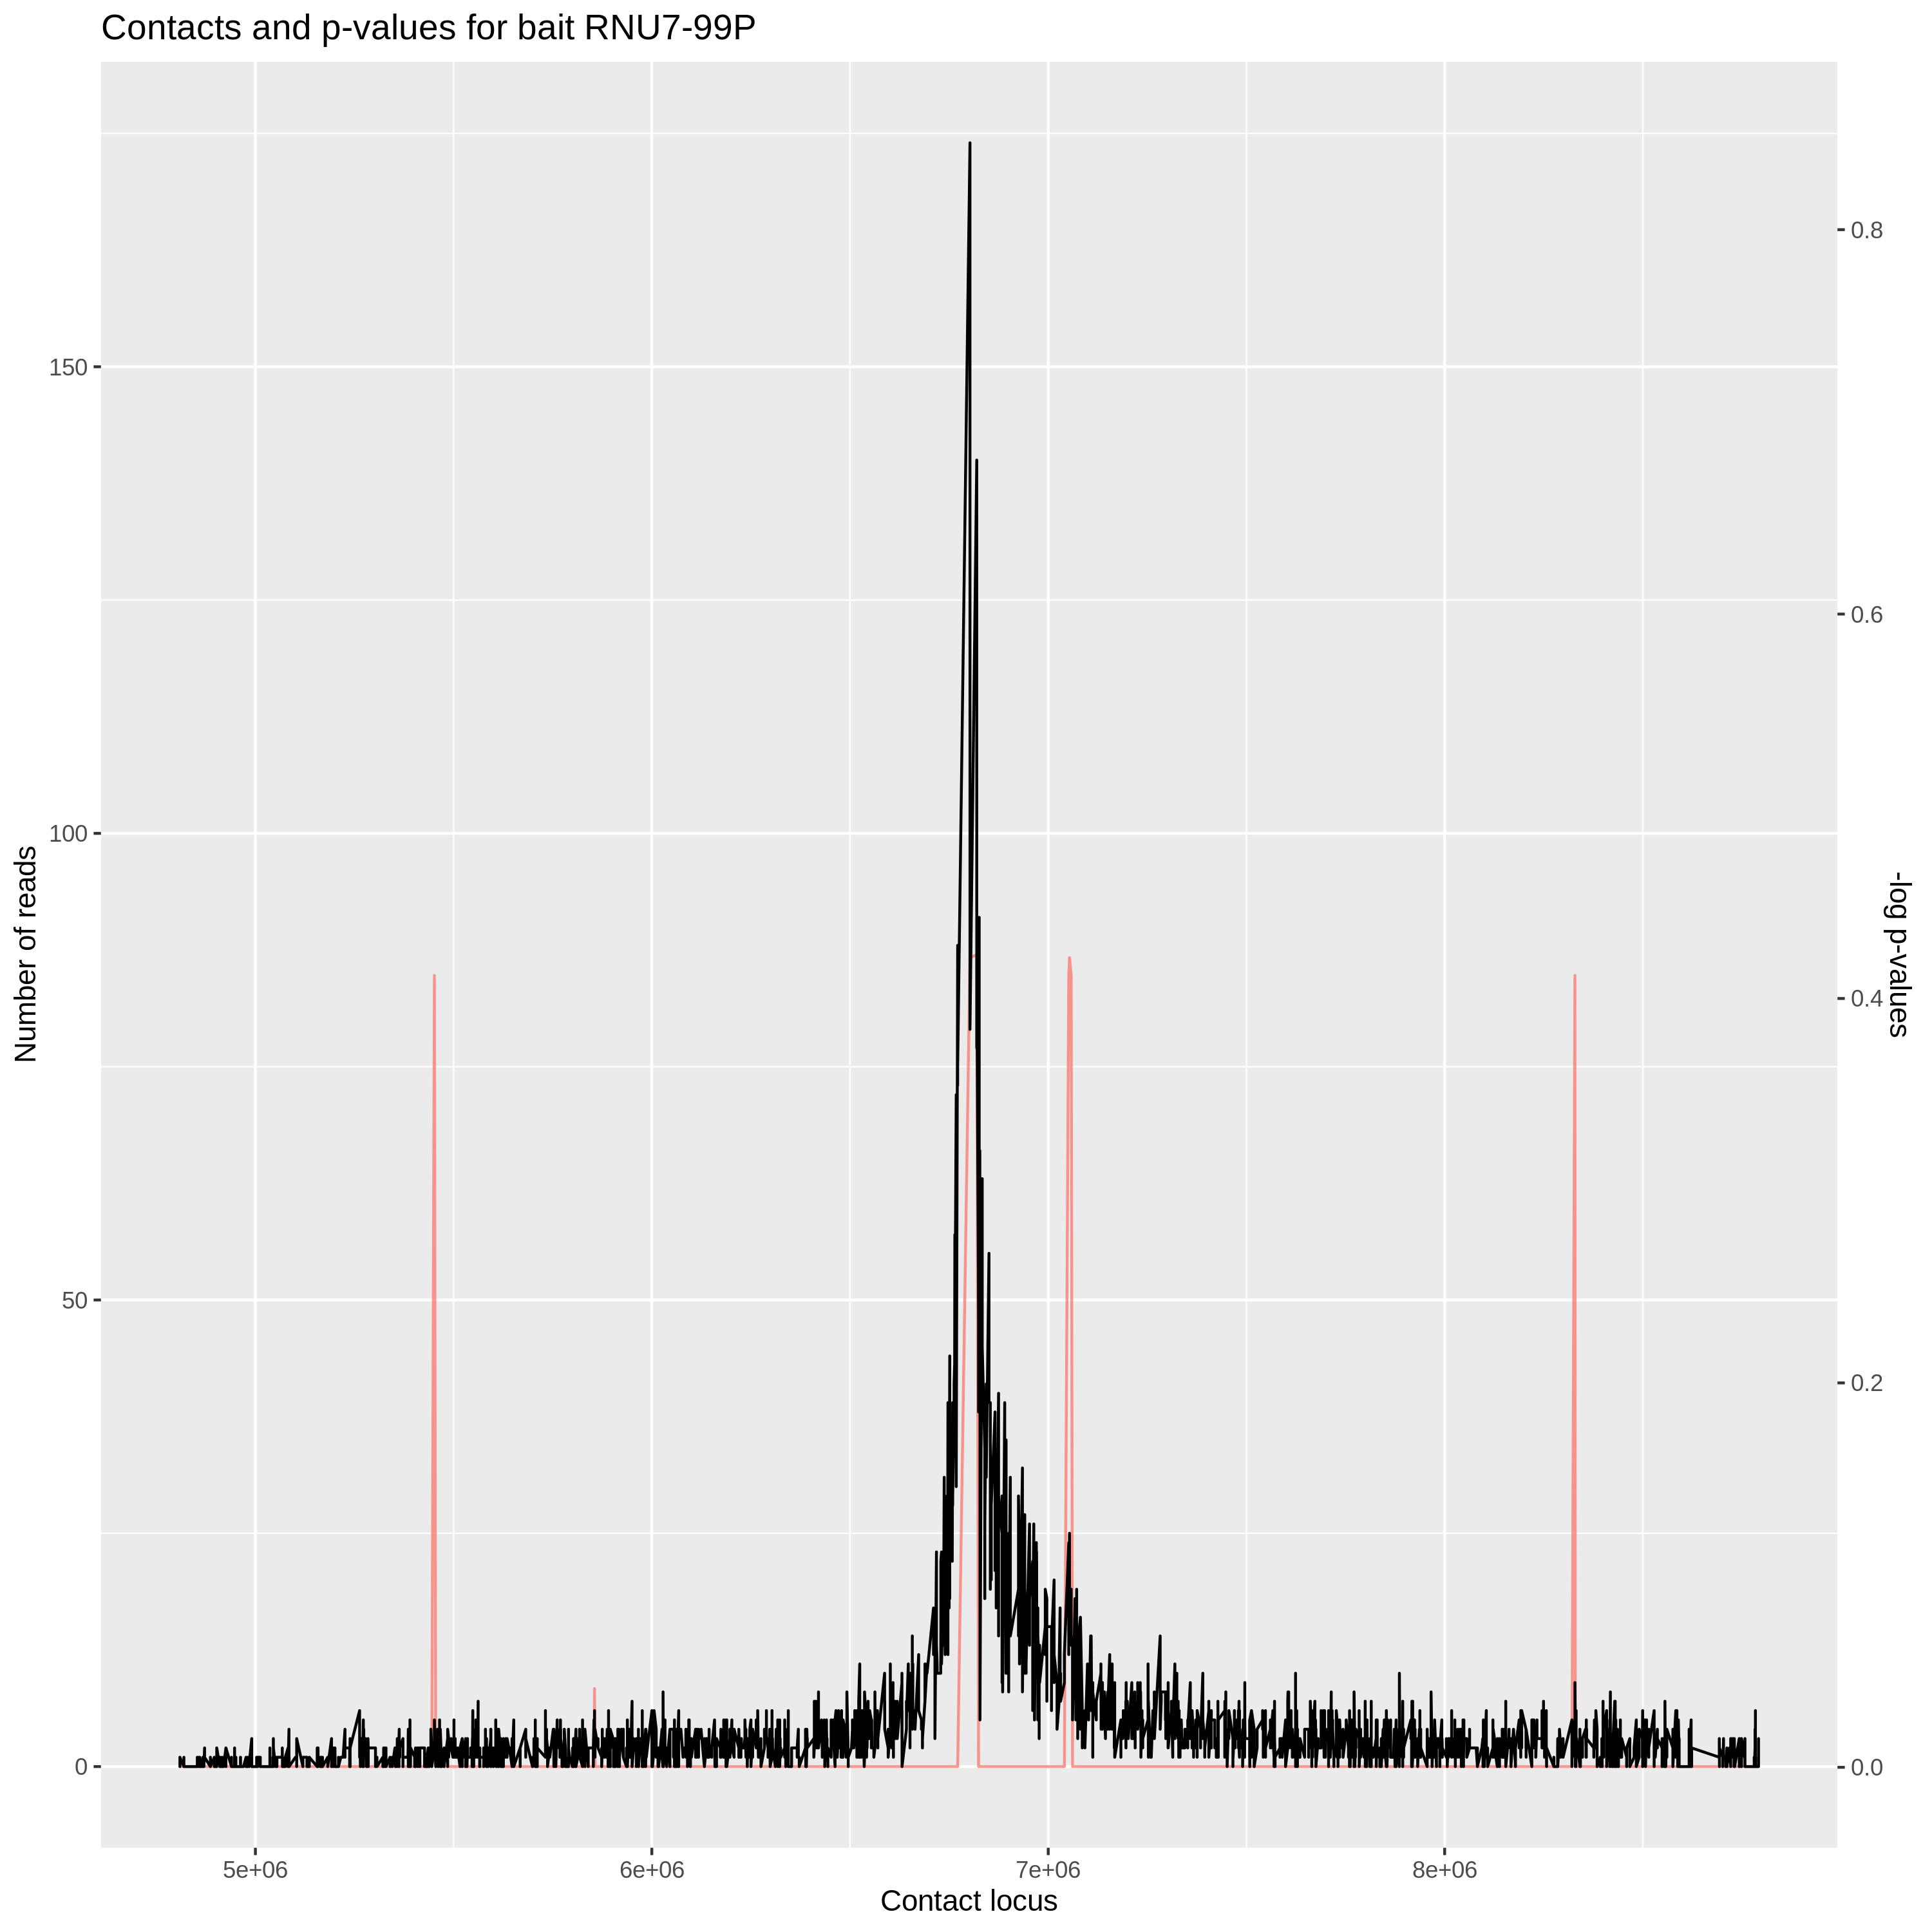 Contacts and p-values for bait RNU7-99P
Number of reads
150
100
50
0
0.8
0.6
0.4
0.2
0.0
-log p-values
5e+06
6e+06
7e+06
8e+06
Contact locus